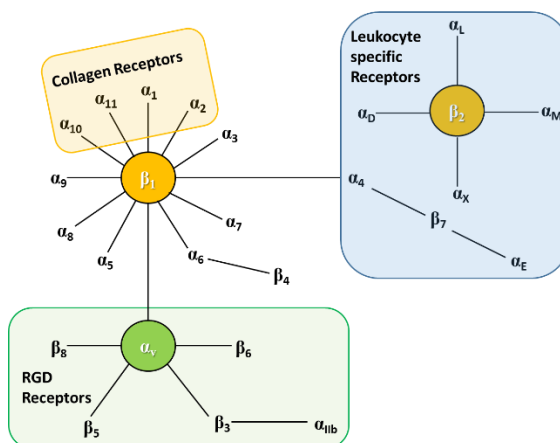 Collagen Receptors
α10
α11
α1
α2
α3
α9
β1
α8
α5
α6
α7
β4
Leukocyte
specific
Receptors
αL
αD
β2
αM
αX
α4
β7
αE
β8
αv
β6
RGD
Receptors
β5
β3
αIIb